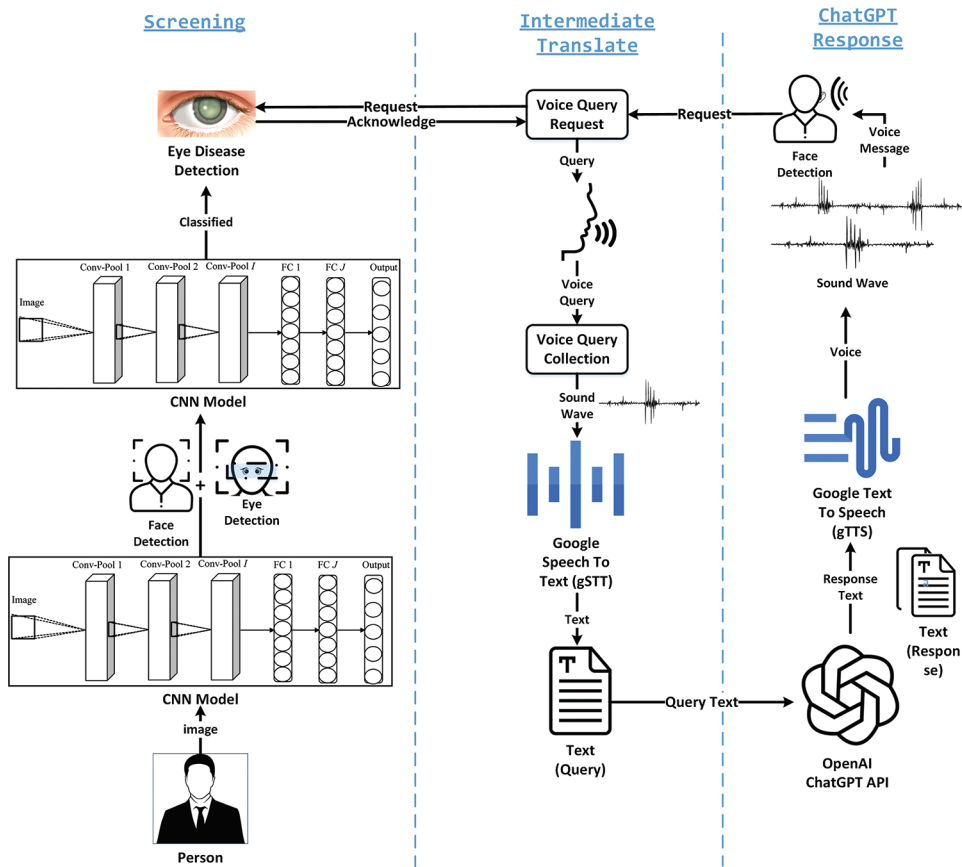 Screening
Intermediate
Translate
ChatGPT
Response
Eye Disease
Detection
Request
Acknowledge
Voice Query
Request
Request
Face
Detection
Voice
Message
Sound Wave
Classified
Conv-Pool 1
Conv-Pool 2
Conv-Pool I
FC 1
FC J
Output
Image
CNN Model
Face
Detection
+
Eye
Detection
Conv-Pool 1
Conv-Pool 2
Conv-Pool I
FC 1
FC J
Output
Image
CNN Model
image
Person
Query
Voice
Query
Voice Query
Collection
Sound
Wave
Google
Speech To
Text (gSTT)
Text
T
Text
(Query)
Query Text
Voice
Google Text
To Speech
(gTTS)
Response
Text
T
a
Text
(Respon
se)
OpenAI
ChatGPT API